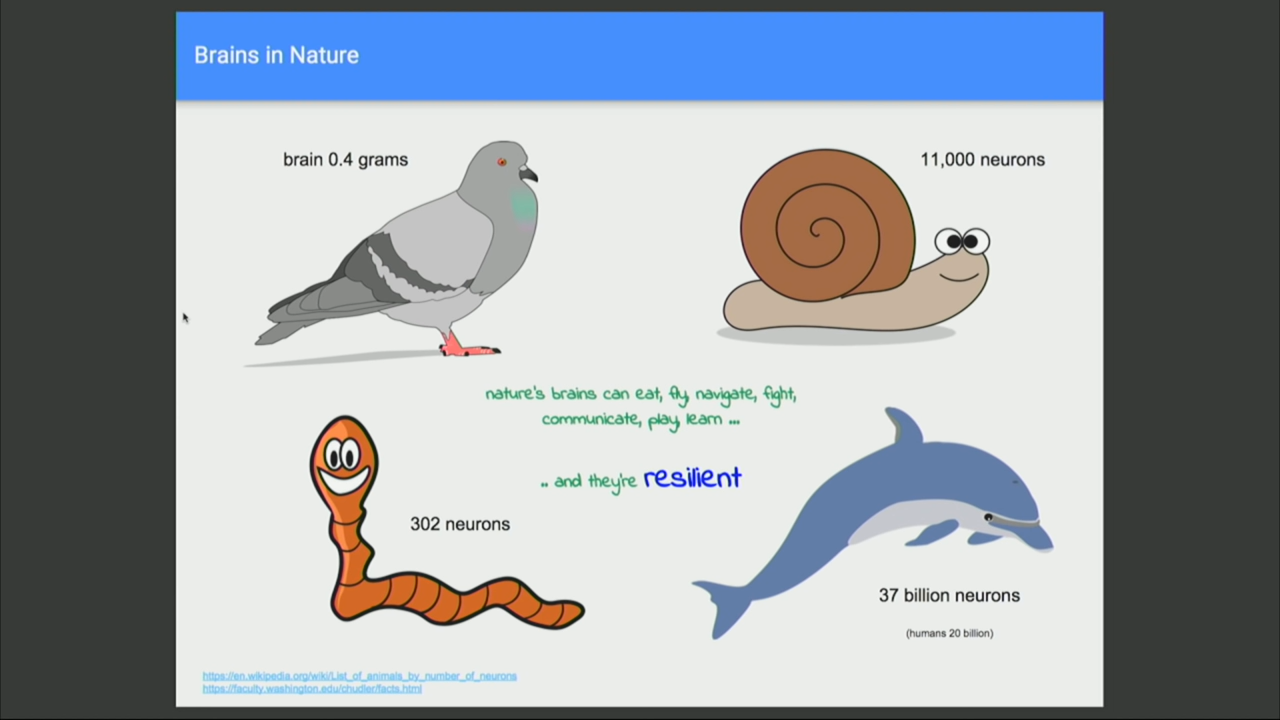 Brains in Nature
brain 0.4 grams
11,000 neurons
nature's brains can eat, fly, navigate, fight,
communicate, play, learn ...
.. and they're resilient
302 neurons
37 billion neurons
(humans 20 billion)
https://en.wikipedia.org/wiki/List_of_animals_by_number_of_neurons
https://faculty.washington.edu/chudler/facts.html